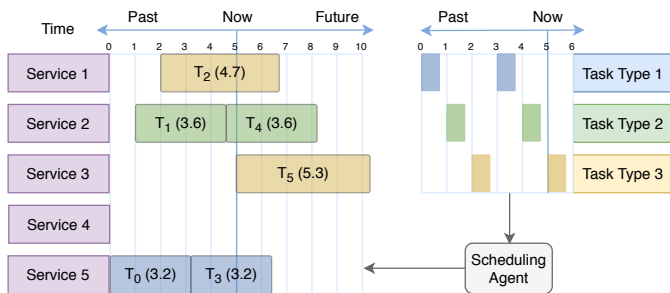 Time
Past Now Future
0 1 2 3 4 5 6 7 8 9 10
Service 1
T2 (4.7)
Service 2
T1 (3.6) T4 (3.6)
Service 3
T5 (5.3)
Service 4
Service 5
T0 (3.2) T3 (3.2)
Past Now
0 1 2 3 4 5 6
Task Type 1
Task Type 2
Task Type 3
Scheduling
Agent